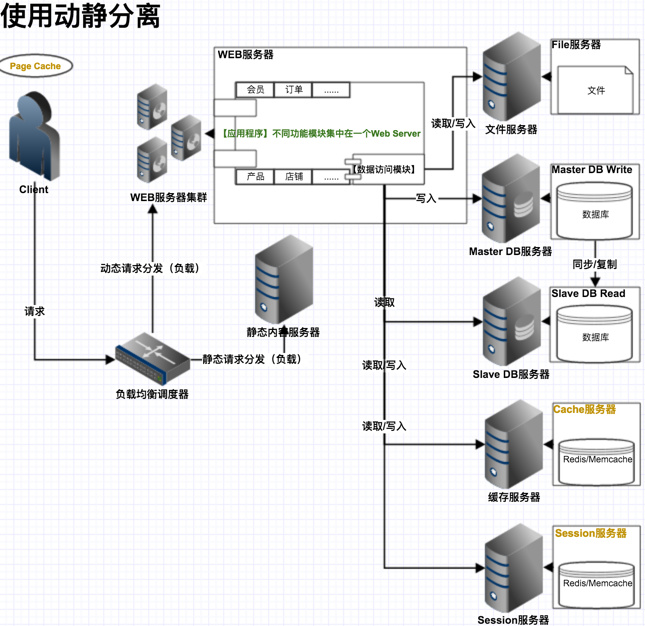 使用动静分离
Page Cache
Client
请求
负载均衡调度器
动态请求分发（负载）
静态请求分发（负载）
WEB服务器集群
静态内容服务器
WEB服务器
会员
订单
......
【应用程序】不同功能模块集中在一个Web Server
【数据访问模块】
产品
店铺
......
读取/写入
写入
读取
读取/写入
读取/写入
文件服务器
File服务器
文件
Master DB服务器
Master DB Write
数据库
同步/复制
Slave DB服务器
Slave DB Read
数据库
缓存服务器
Cache服务器
Redis/Memcache
Session服务器
Session服务器
Redis/Memcache